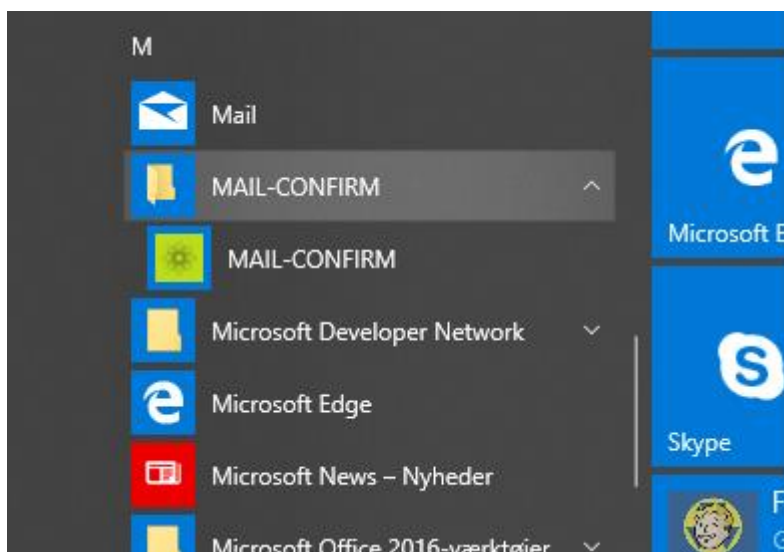 M
Mail
MAIL-CONFIRM
MAIL-CONFIRM
Microsoft Developer Network
Microsoft Edge
Microsoft News – Nyheder
Microsoft Office 2016-værktøjer
Microsoft E
Skype
F